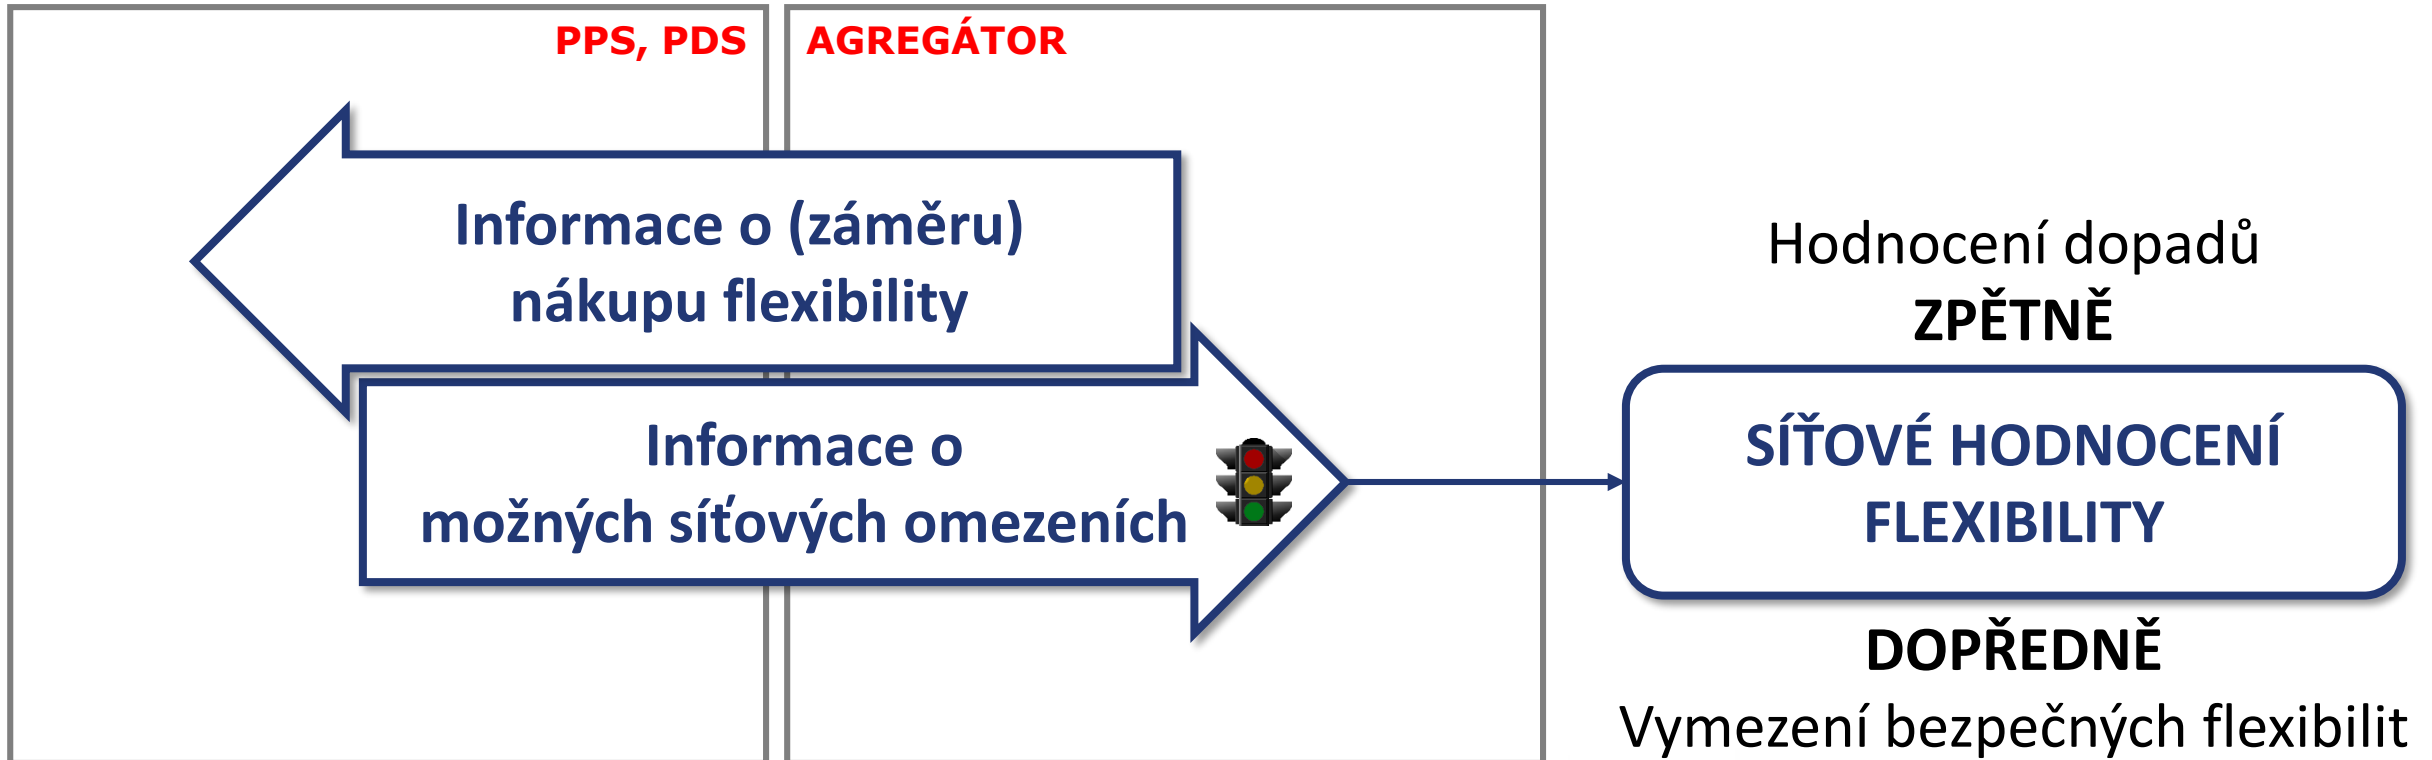 PPS, PDS
AGREGÁTOR
Informace o (záměru)
nákupu flexibility
Informace o
možných síťových omezeních
Hodnocení dopadů
ZPĚTNĚ
SÍŤOVÉ HODNOCENÍ
FLEXIBILITY
DOPŘEDNĚ
Vymezení bezpečných flexibilit